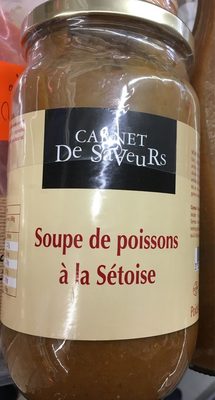 CARNET
De SaVeuRs
Soupe de poissons
à la Sétoise